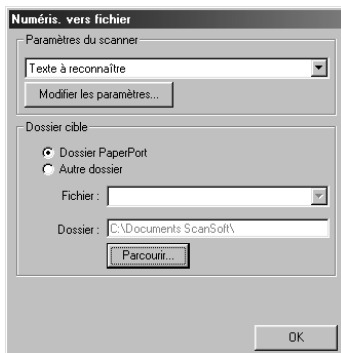 Numéris. vers fichier
Paramètres du scanner
Texte à reconnaître
Modifier les paramètres...
Dossier cible
Dossier PaperPort
Autre dossier
Fichier :
Dossier : C:\Documents ScanSoft\
Parcourir...
OK